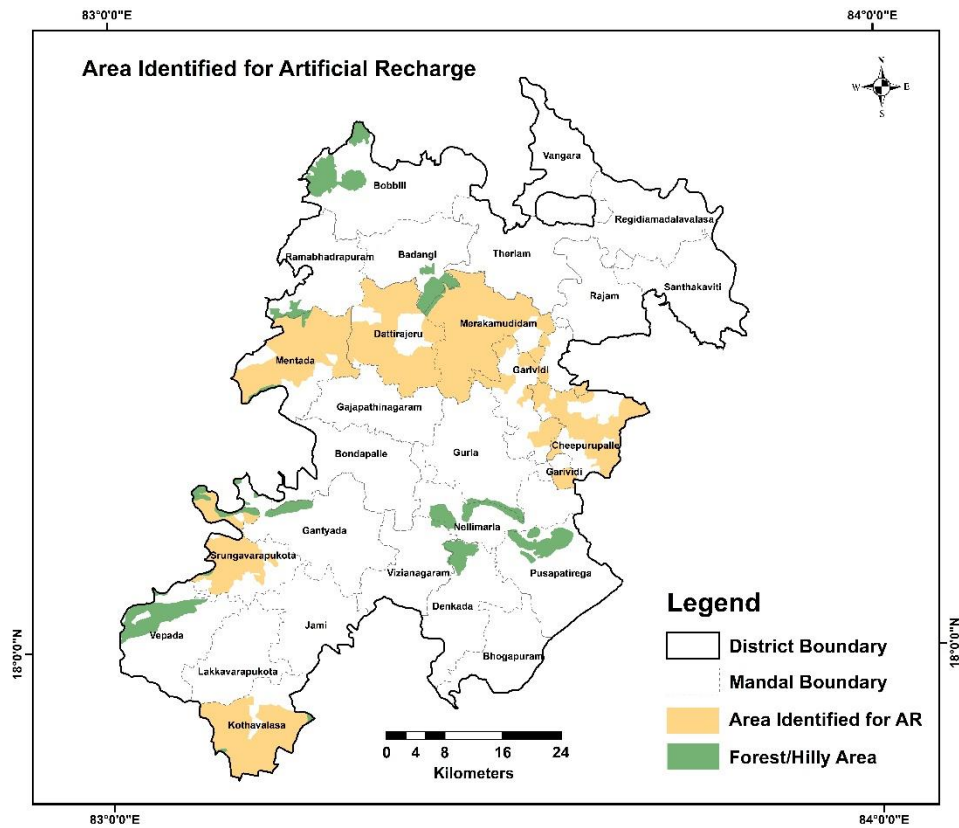 83°0'0"E
84°0'0"E
Area Identified for Artificial Recharge
N
W
E
S
Vangara
Bobbili
Regidiamadalavalasa
Ramabhadrapuram
Badangi
Therlam
Santhakaviti
Rajam
Merakamudidam
Dattirajeru
Mentada
Garividi
Gajapathinagaram
Cheepurupalle
Bondapalle
Gurla
Garividi
Nellimarla
Gantyada
Srungavarapukota
Vizianagaram
Pusapatirega
Denkada
Vepada
Jami
Bhogapuram
Lakkavarapukota
Kothavalasa
18°0'0"N
18°0'0"N
Legend
District Boundary
Mandal Boundary
Area Identified for AR
Forest/Hilly Area
0 4 8 16 24
Kilometers
83°0'0"E
84°0'0"E